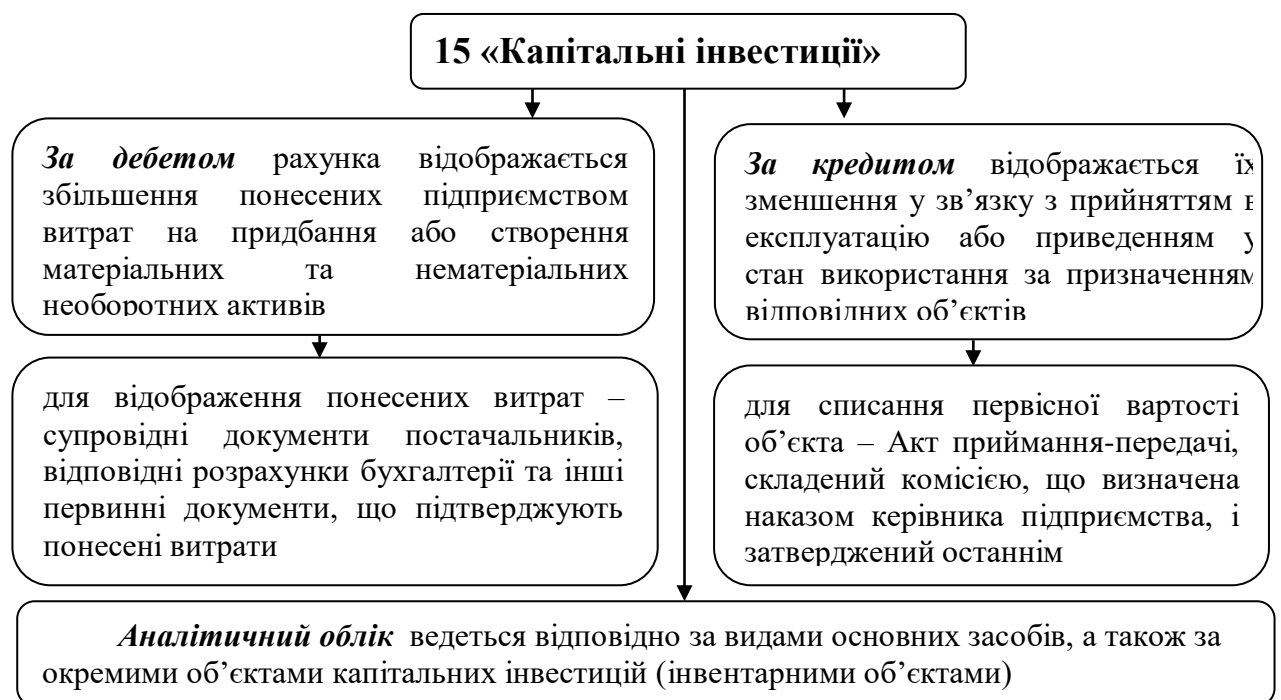 15 «Капітальні інвестиції»
За дебетом рахунка відображається
збільшення понесених підприємством
витрат на придбання або створення
матеріальних та нематеріальних
необоротних активів
За кредитом відображається їх
зменшення у зв’язку з прийняттям в
експлуатацію або приведенням у
стан використання за призначенням
відповідних об’єктів
для відображення понесених витрат –
супровідні документи постачальників,
відповідні розрахунки бухгалтерії та інші
первинні документи, що підтверджують
понесені витрати
для списання первісної вартості
об’єкта – Акт приймання-передачі,
складений комісією, що визначена
наказом керівника підприємства, і
затверджений останнім
Аналітичний облік ведеться відповідно за видами основних засобів, а також за
окремими об’єктами капітальних інвестицій (інвентарними об’єктами)